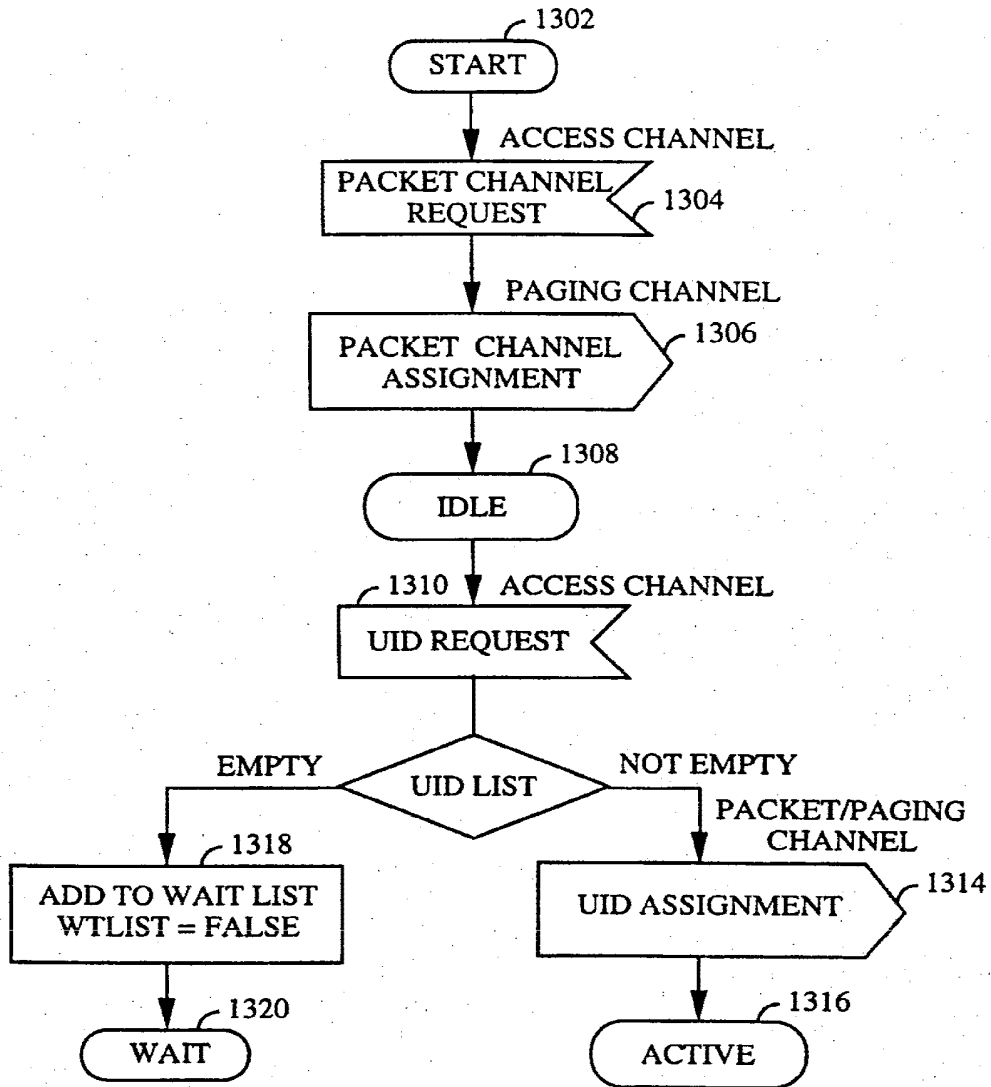 1302
START
ACCESS CHANNEL
PACKET CHANNEL
REQUEST
1304
PAGING CHANNEL
PACKET CHANNEL
ASSIGNMENT
1306
1308
IDLE
1310
ACCESS CHANNEL
UID REQUEST
EMPTY
UID LIST
NOT EMPTY
PACKET/PAGING
CHANNEL
1318
ADD TO WAIT LIST
WTLIST = FALSE
UID ASSIGNMENT
1314
1320
WAIT
1316
ACTIVE